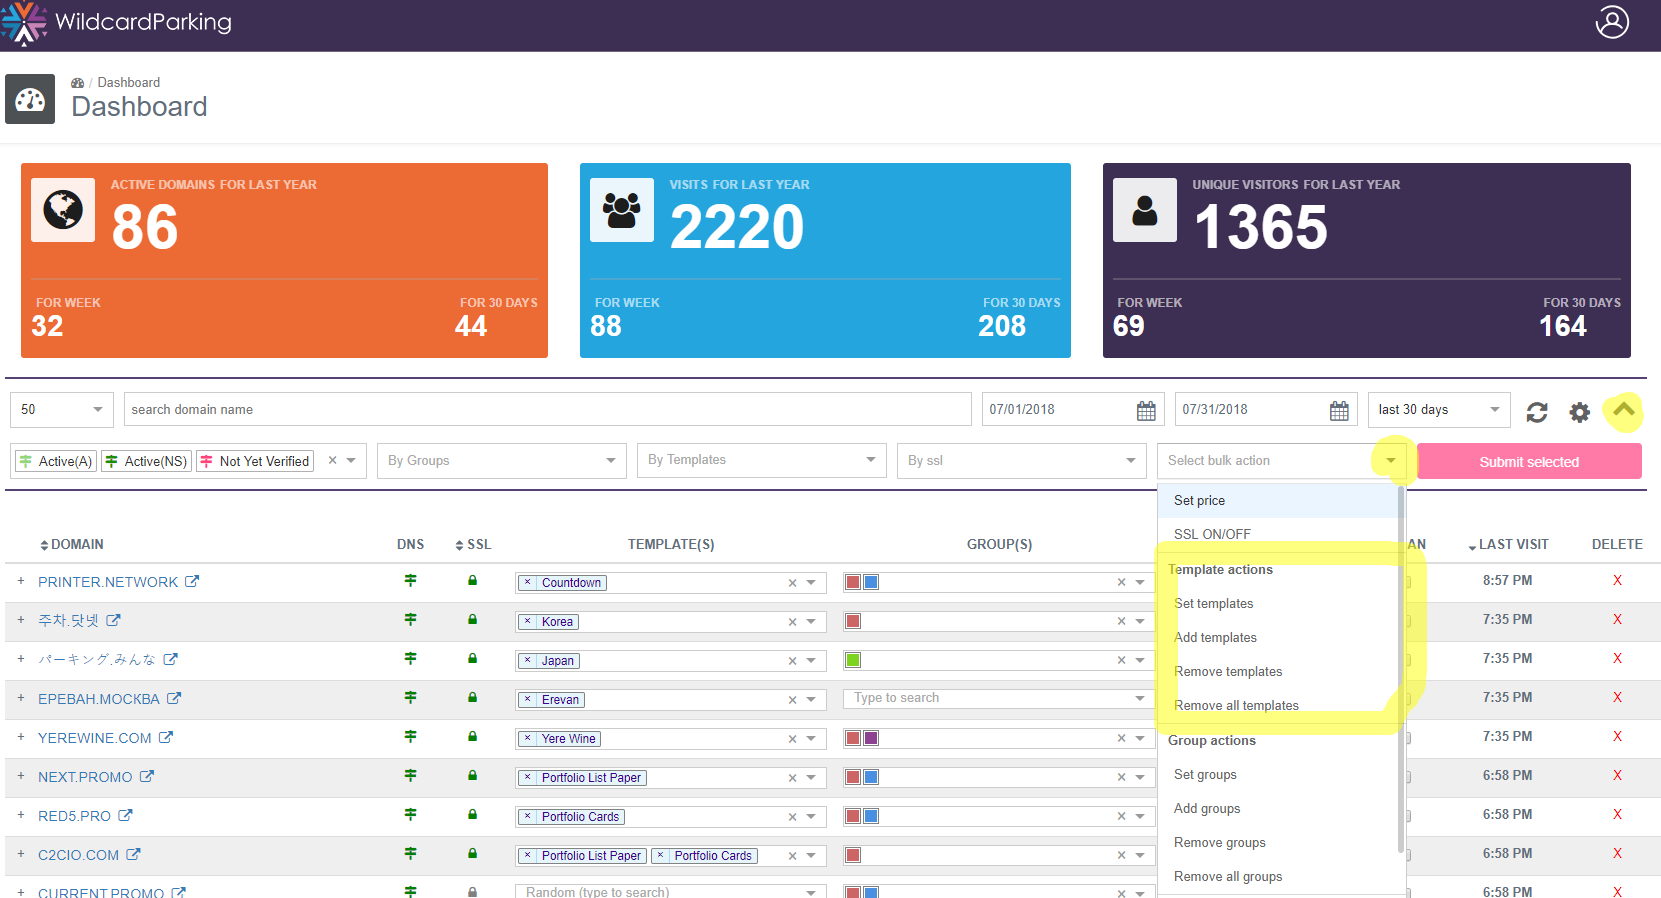 WildcardParking
/ Dashboard
Dashboard
ACTIVE DOMAINS FOR LAST YEAR
86
FOR WEEK
32
FOR 30 DAYS
44
VISITS FOR LAST YEAR
2220
FOR WEEK
88
FOR 30 DAYS
208
UNIQUE VISITORS FOR LAST YEAR
1365
FOR WEEK
69
FOR 30 DAYS
164
50 search domain name 07/01/2018 07/31/2018 last 30 days
Active(A) Active(NS) Not Yet Verified × By Groups By Templates By ssl Select bulk action Submit selected
Set price
SSL ON/OFF
Template actions
Set templates
Add templates
Remove templates
Remove all templates
Group actions
Set groups
Add groups
Remove groups
Remove all groups
DOMAIN DNS SSL TEMPLATE(S) GROUP(S) AN LAST VISIT DELETE
+ PRINTER.NETWORK × Countdown × × 8:57 PM X
+ 주차.닷넷 × Korea × × 7:35 PM X
+ パーキング.みんな × Japan × × 7:35 PM X
+ ЕРЕВАН.МОСКВА × Erevan × Type to search 7:35 PM X
+ YEREWINE.COM × Yere Wine × × 7:35 PM X
+ NEXT.PROMO × Portfolio List Paper × × 6:58 PM X
+ RED5.PRO × Portfolio Cards × × 6:58 PM X
+ C2CIO.COM × Portfolio List Paper × Portfolio Cards × × 6:58 PM X
+ CURRENT.PROMO Random (type to search) × 6:58 PM X